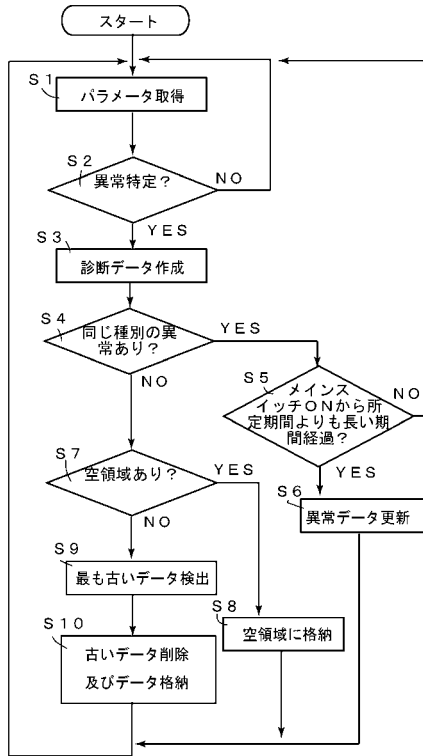 スタート
S1
パラメータ取得
S2
異常特定？
NO
YES
S3
診断データ作成
S4
同じ種別の異
常あり？
YES
NO
S5
メインス
イッチONから所
定期間よりも長い期
間経過？
NO
YES
S6
異常データ更新
S7
空領域あり？
YES
NO
S8
空領域に格納
S9
最も古いデータ検出
S10
古いデータ削除
及びデータ格納